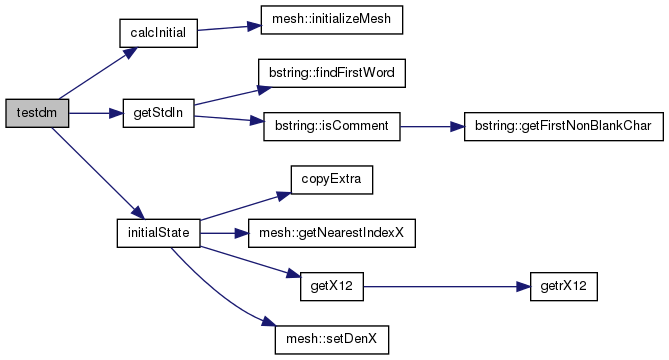 testdm
calcInitial
mesh::initializeMesh
getStdIn
bstring::findFirstWord
bstring::isComment
bstring::getFirstNonBlankChar
initialState
copyExtra
mesh::getNearestIndexX
getX12
getrX12
mesh::setDenX